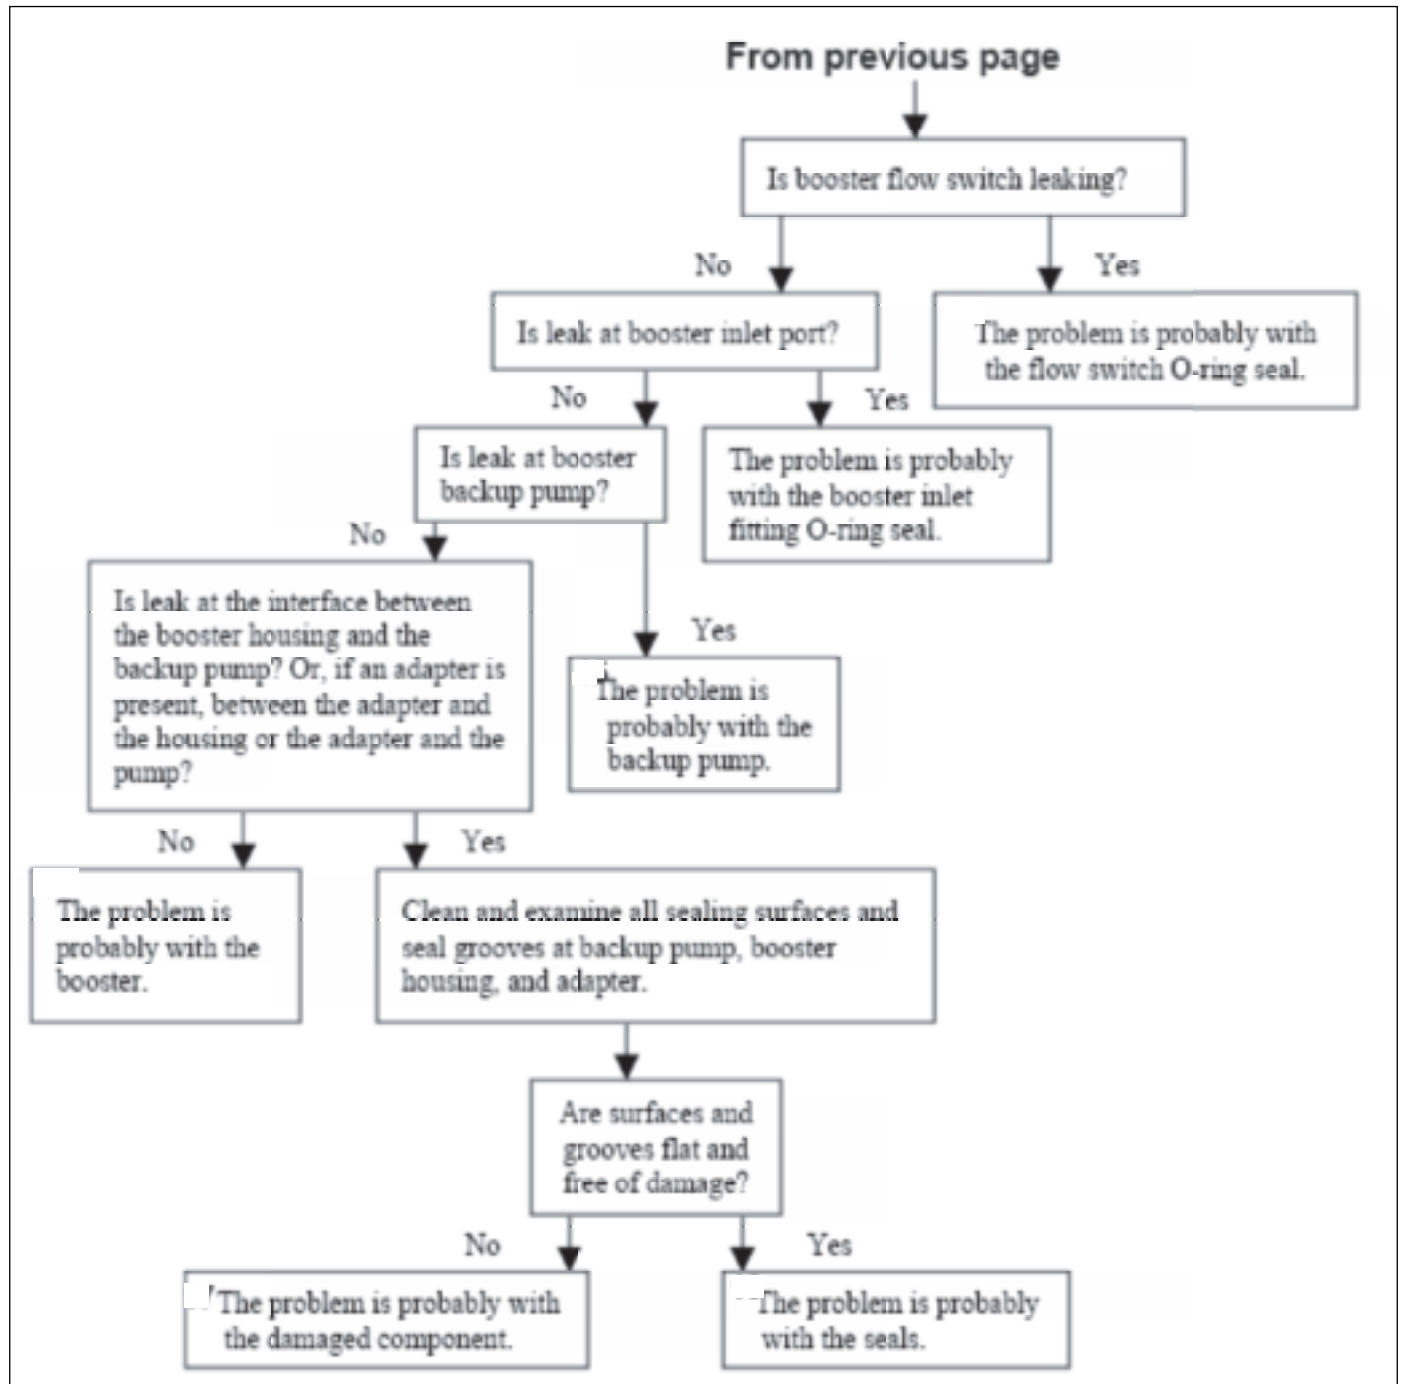 From previous page
Is booster flow switch leaking?
No
Yes
Is leak at booster inlet port?
The problem is probably with
the flow switch O-ring seal.
No
Yes
Is leak at booster
backup pump?
The problem is probably
with the booster inlet
fitting O-ring seal.
No
Is leak at the interface between
the booster housing and the
backup pump? Or, if an adapter is
present, between the adapter and
the housing or the adapter and the
pump?
Yes
The problem is
probably with the
backup pump.
No
Yes
The problem is
probably with the
booster.
Clean and examine all sealing surfaces and
seal grooves at backup pump, booster
housing, and adapter.
Are surfaces and
grooves flat and
free of damage?
No
Yes
The problem is probably with
the damaged component.
The problem is probably
with the seals.